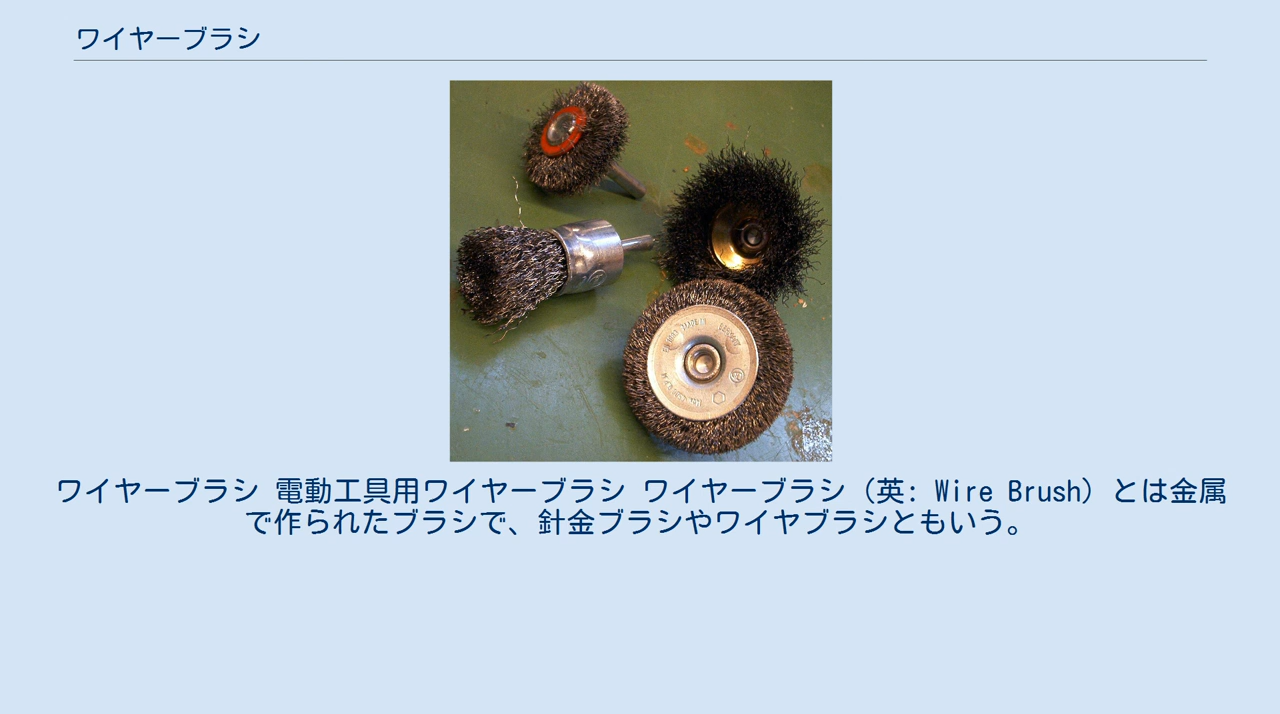 ワイヤーブラシ
ワイヤーブラシ 電動工具用ワイヤーブラシ ワイヤーブラシ（英: Wire Brush）とは金属
で作られたブラシで、針金ブラシやワイヤブラシともいう。